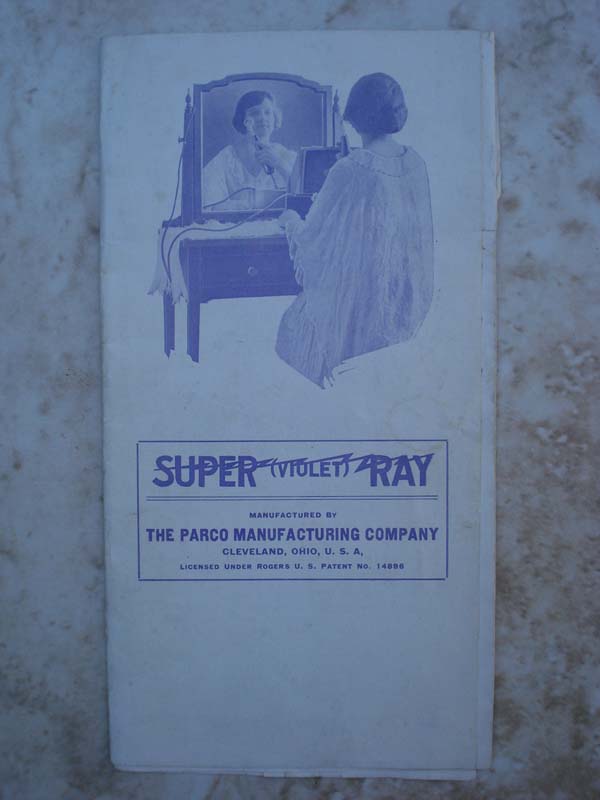 SUPER (VIOLET) RAY
MANUFACTURED BY
THE PARCO MANUFACTURING COMPANY
CLEVELAND, OHIO, U. S. A,
LICENSED UNDER ROGERS U. S. PATENT NO. 14896